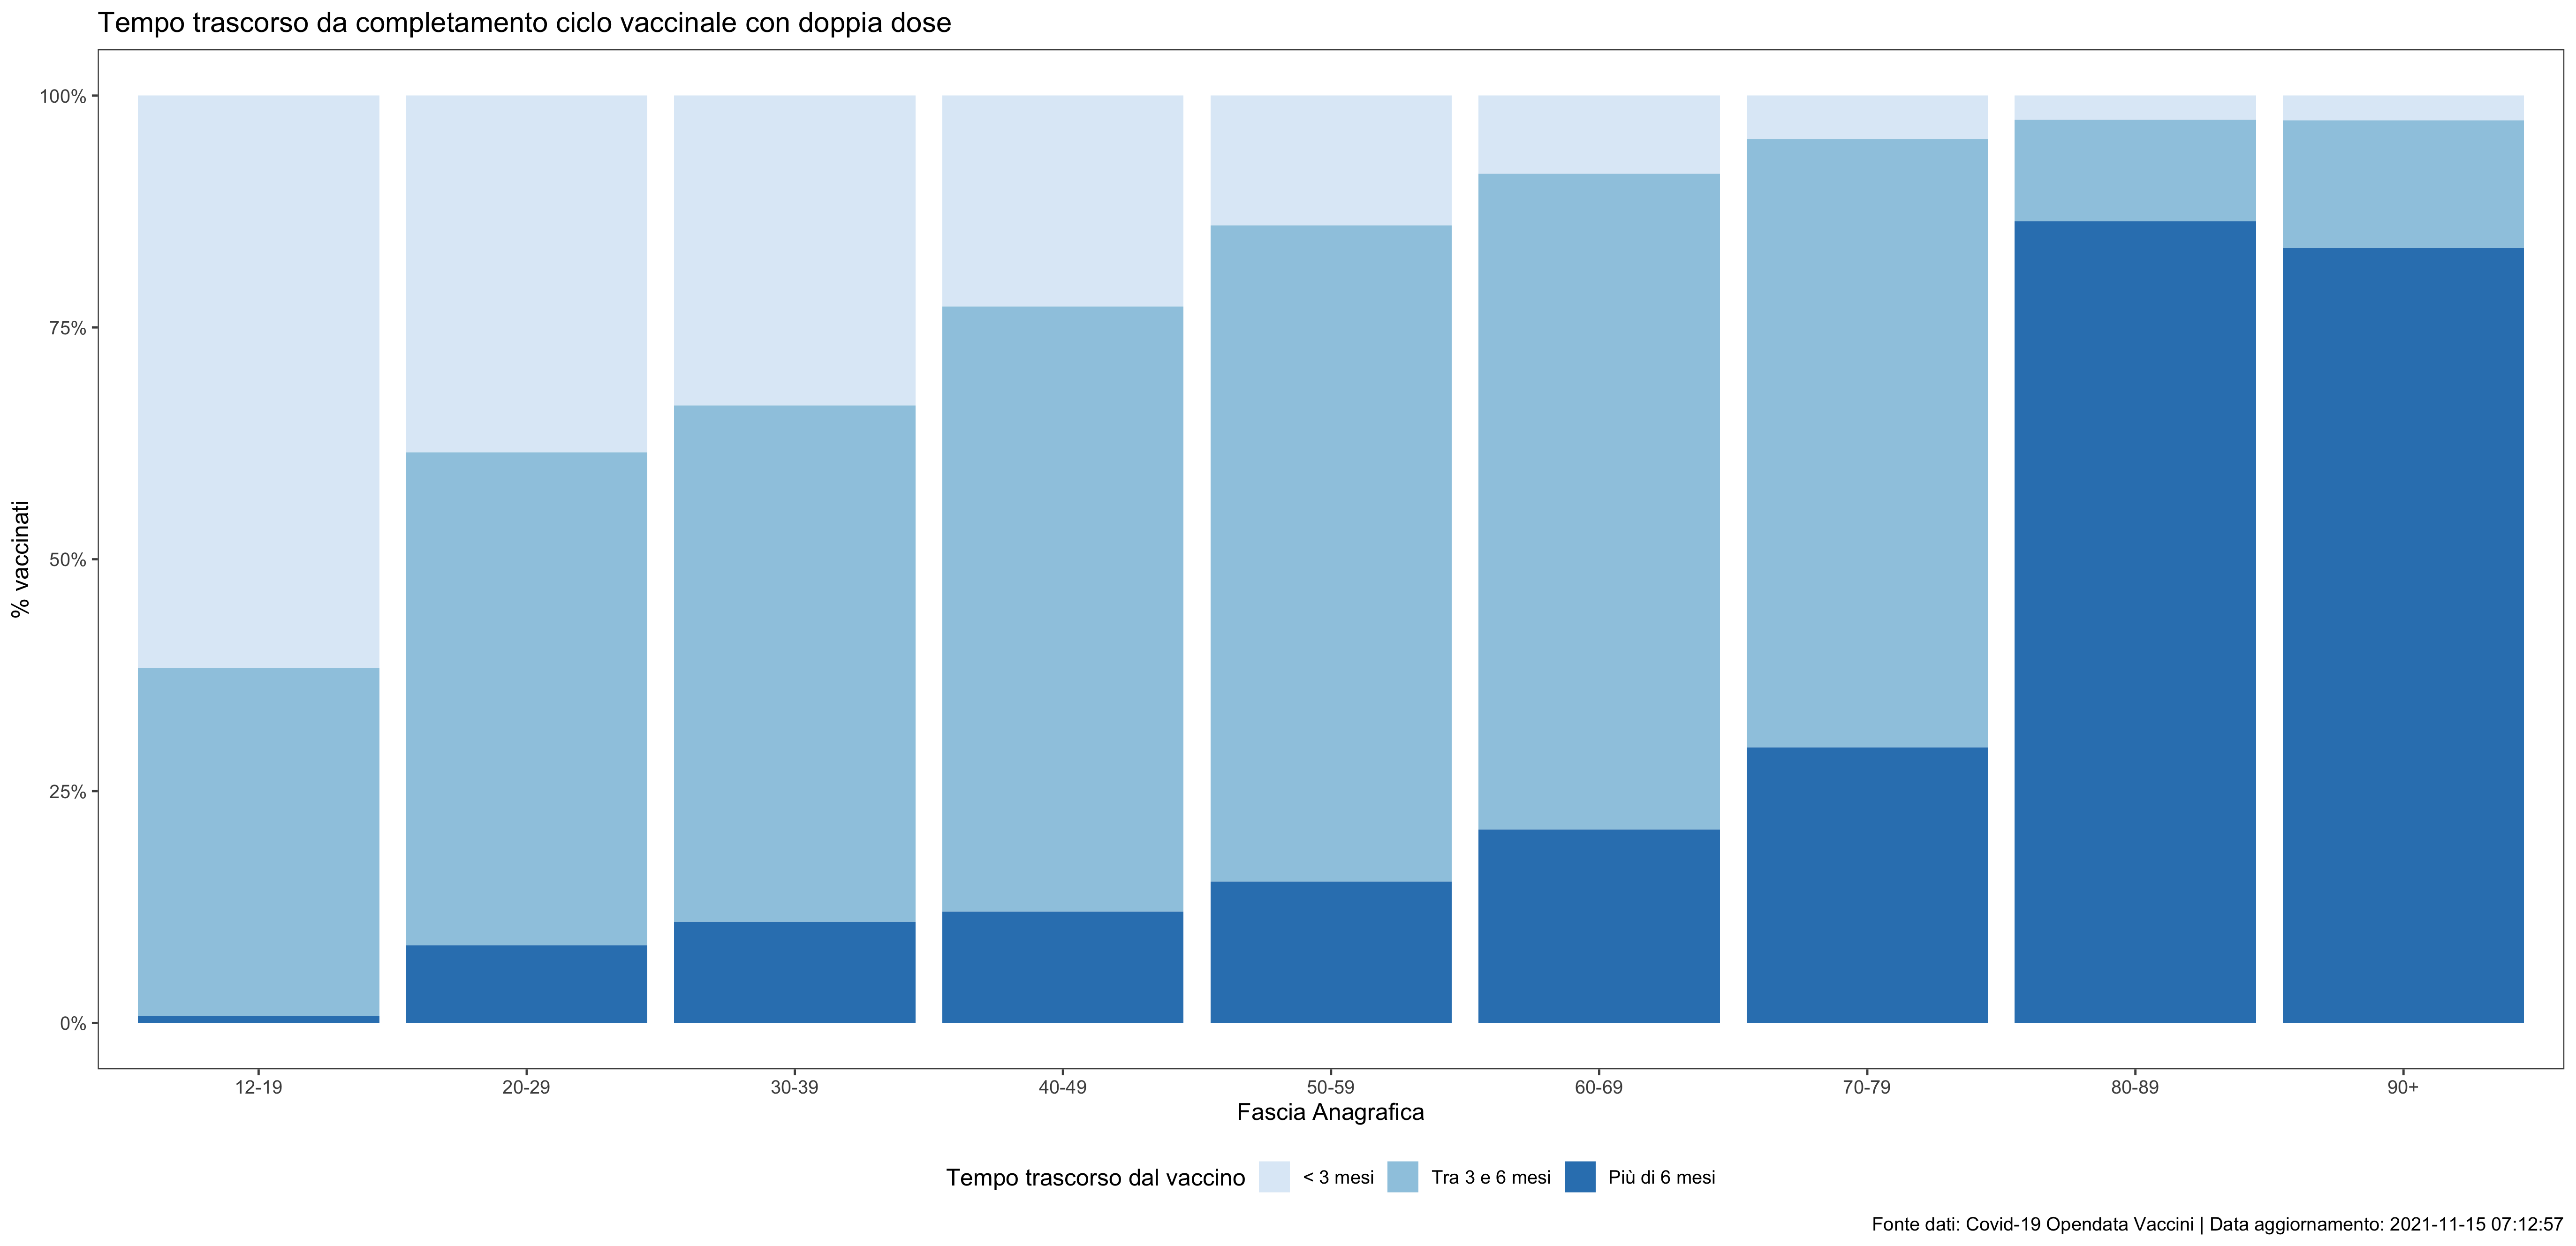 Tempo trascorso da completamento ciclo vaccinale con doppia dose
100%
75%
50%
25%
0%
% vaccinati
12-19 20-29 30-39 40-49 50-59 60-69 70-79 80-89 90+
Fascia Anagrafica
Tempo trascorso dal vaccino < 3 mesi Tra 3 e 6 mesi Più di 6 mesi
Fonte dati: Covid-19 Opendata Vaccini | Data aggiornamento: 2021-11-15 07:12:57